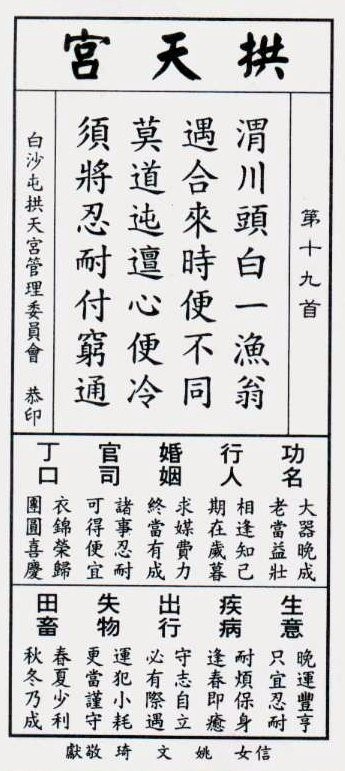 拱天宮
第十九首
渭川頭白一漁翁
遇合來時便不同
莫道迍邅心便冷
須將忍耐付窮通
白沙屯拱天宮管理委員會 恭印
功名
大器晚成
老當益壯
行人
相逢知己
期在歲暮
婚姻
求媒費力
終當有成
官司
諸事忍耐
可得便宜
丁口
衣錦榮歸
團圓喜慶
生意
晚運豐亨
只宜忍耐
疾病
耐煩保身
逢春即癒
出行
守志自立
必有際遇
失物
運犯小耗
更當謹守
田畜
春夏少利
秋冬乃成
信女 姚文琦 敬獻